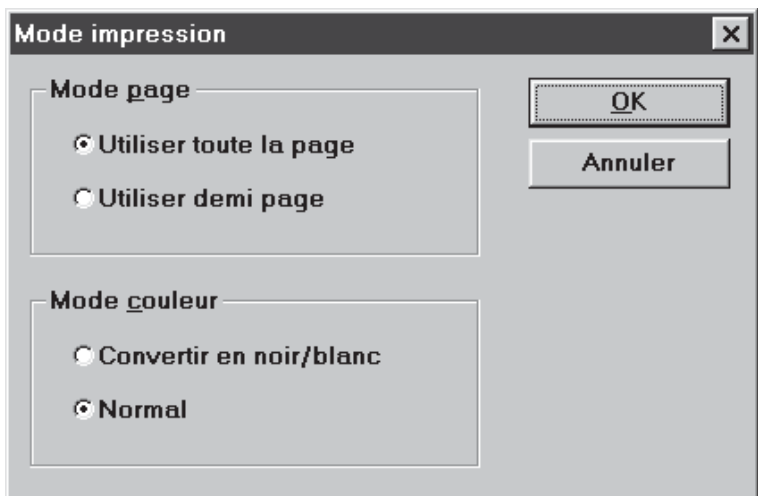 Mode impression
Mode page
Utiliser toute la page
Utiliser demi page
Mode couleur
Convertir en noir/blanc
Normal
OK
Annuler